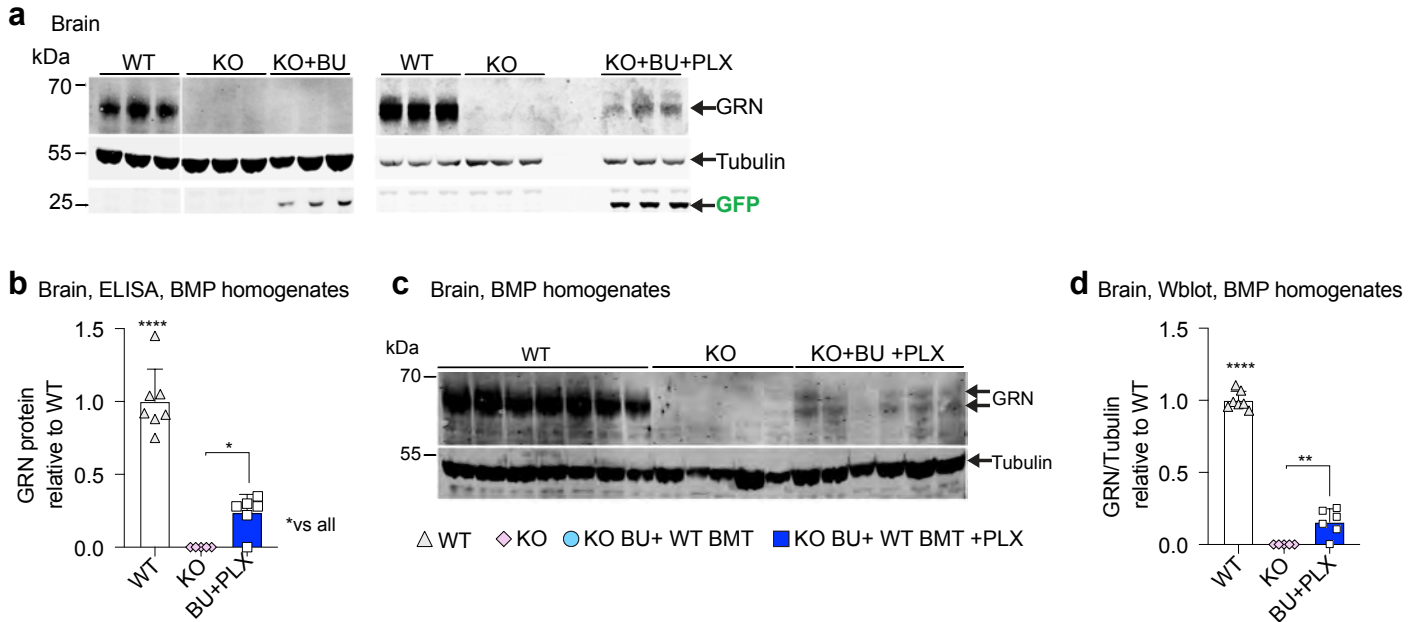 a Brain
kDa
WT KO KO+BU WT KO KO+BU+PLX
70
GRN
55
Tubulin
25
GFP
b Brain, ELISA, BMP homogenates
GRN protein
relative to WT
1.5
1.0
0.5
0.0
****
*
*vs all
WT
KO
BU+PLX
c Brain, BMP homogenates
kDa
WT KO KO+BU +PLX
70
GRN
55
Tubulin
WT KO KO BU+ WT BMT KO BU+ WT BMT +PLX
d Brain, Wblot, BMP homogenates
GRN/Tubulin
relative to WT
1.5
1.0
0.5
0.0
****
**
WT
KO
BU+PLX